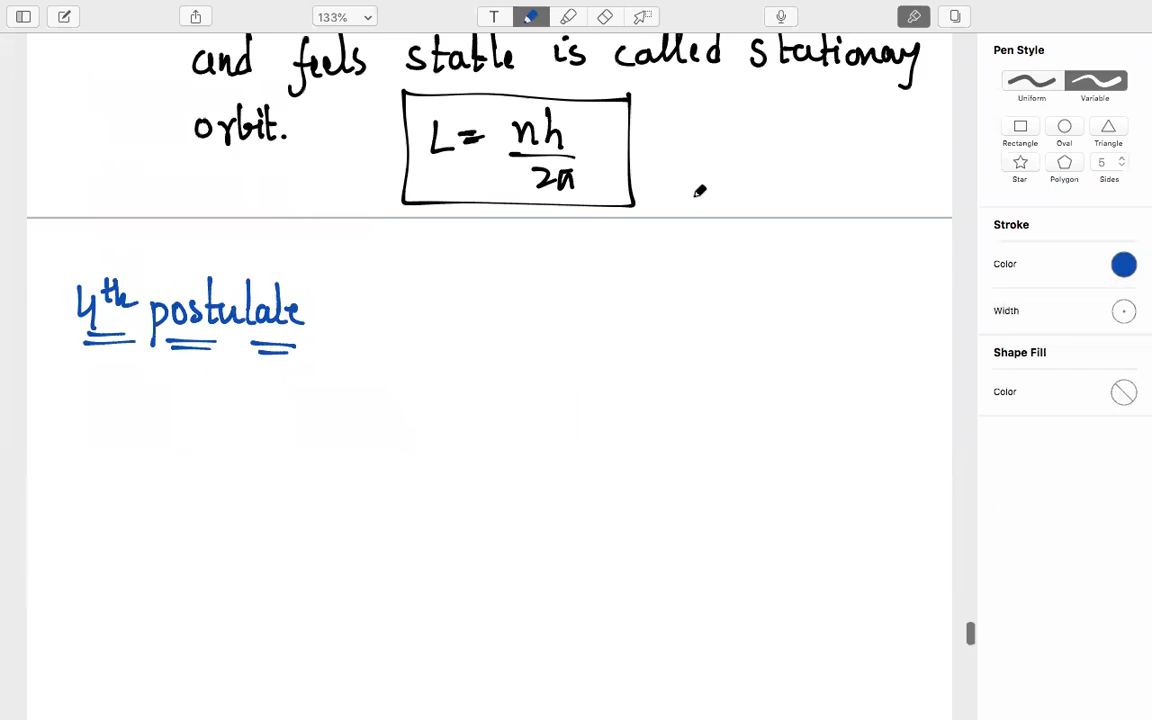 133%
T
and feels stable is called stationary
orbit.
L = nh
2π
4th postulate
Pen Style
Uniform Variable
Rectangle Oval Triangle
5
Star Polygon Sides
Stroke
Color
Width
Shape Fill
Color